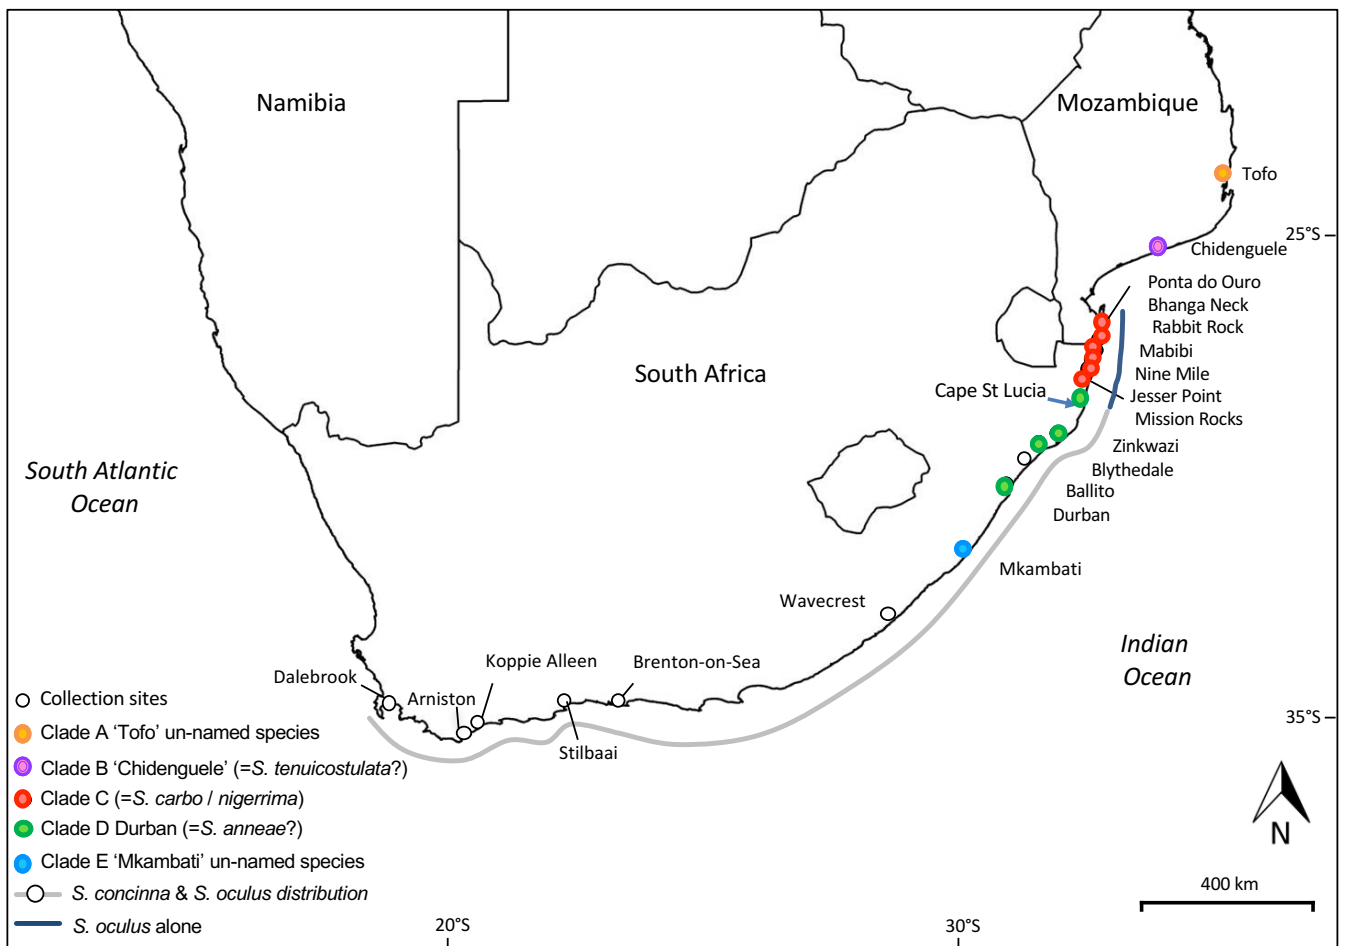 Namibia
Mozambique
Tofo
25°S
Chidenguele
Ponta do Ouro
Bhanga Neck
Rabbit Rock
Mabibi
Nine Mile
Jesser Point
Mission Rocks
South Africa
Cape St Lucia
Zinkwazi
Blythedale
Ballito
Durban
South Atlantic
Ocean
Mkambati
Wavecrest
Indian
Ocean
Koppie Alleen
Brenton-on-Sea
Dalebrook
Arniston
Stilbaai
35°S
Collection sites
Clade A ‘Tofo’ un-named species
Clade B ‘Chidenguele’ (=S. tenuicostulata?)
Clade C (=S. carbo / nigerrima)
Clade D Durban (=S. anneae?)
Clade E ‘Mkambati’ un-named species
S. concinna & S. oculus distribution
S. oculus alone
N
400 km
20°S
30°S